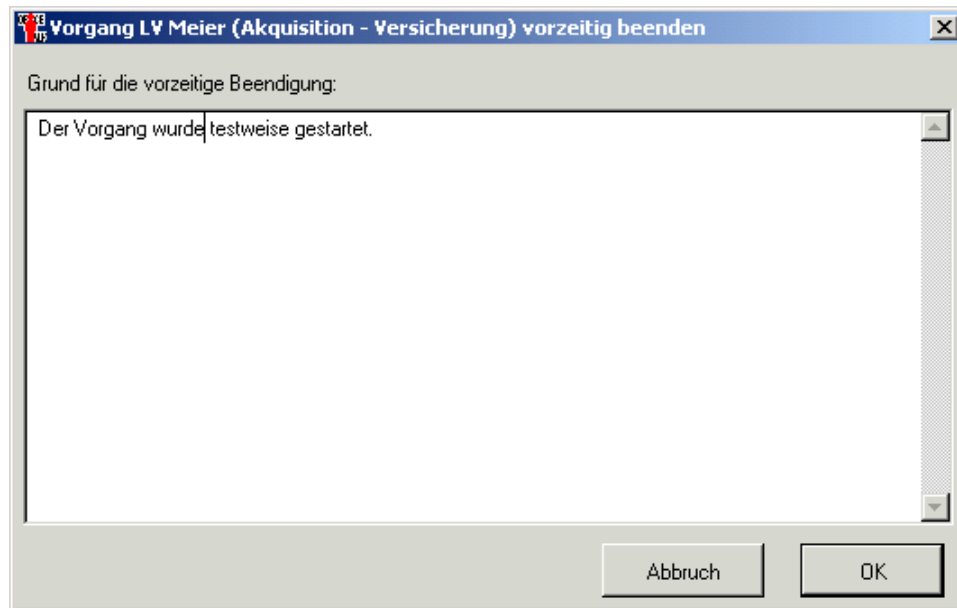 Vorgang LV Meier (Akquisition - Versicherung) vorzeitig beenden
Grund für die vorzeitige Beendigung:
Der Vorgang wurde testweise gestartet.
Abbruch OK